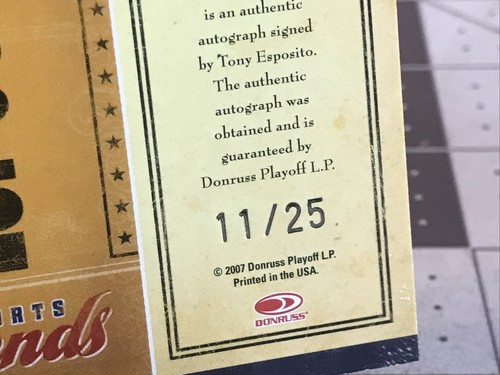 is an authentic
autograph signed
by Tony Esposito.
The authentic
autograph was
obtained and is
guaranteed by
Donruss Playoff L.P.
11/25
© 2007 Donruss Playoff L.P.
Printed in the USA.
DONRUSS